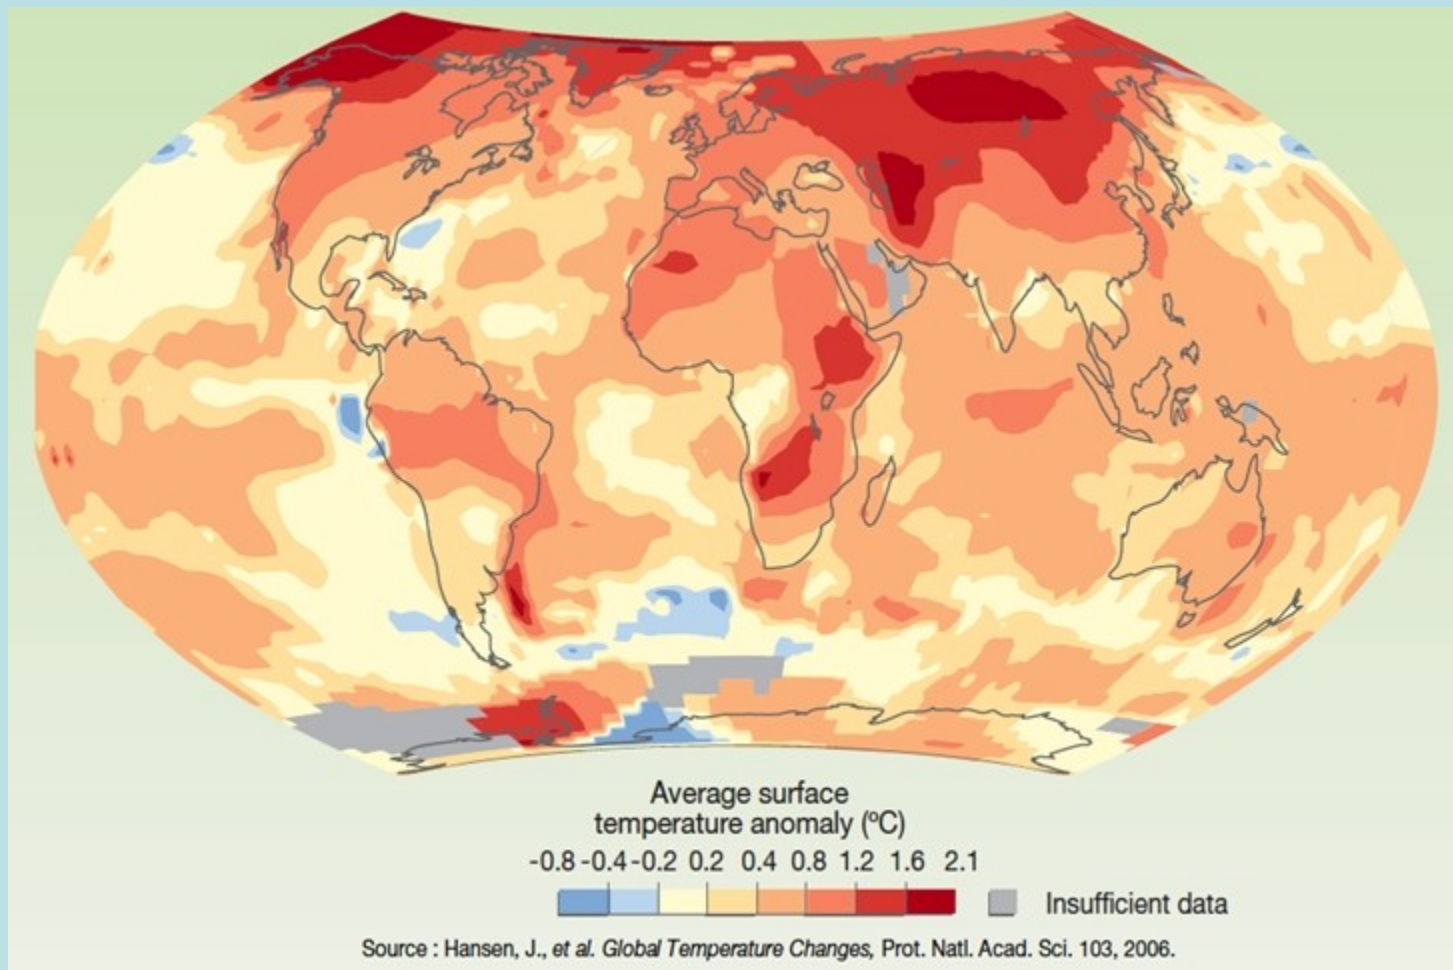 Average surface
temperature anomaly (ºC)
-0.8 -0.4 -0.2 0.2 0.4 0.8 1.2 1.6 2.1
Insufficient data
Source : Hansen, J., et al. Global Temperature Changes, Prot. Natl. Acad. Sci. 103, 2006.